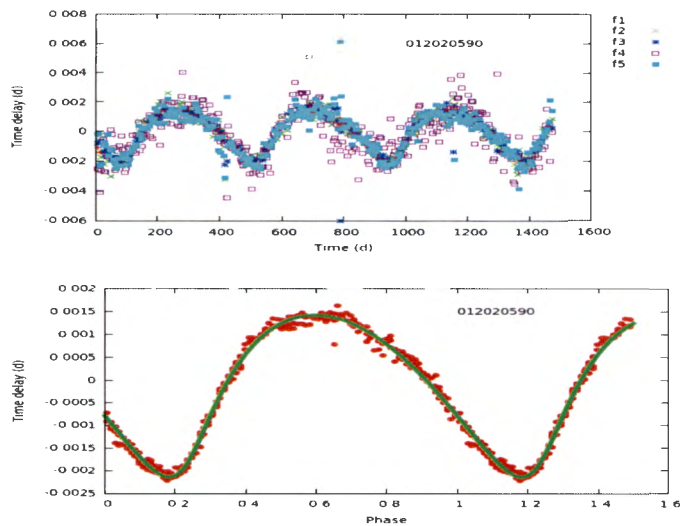 0 008
0 006
0 004
0 002
0
-0 002
-0 004
-0 006
Time delay (d)
012020590
f1
f2
f3
f4
f5
0 200 400 600 800 1000 1200 1400 1600
Time (d)
0 002
0 0015
0 001
0 0005
0
-0 0005
-0 001
-0 0015
-0 002
-0 0025
Time delay (d)
012020590
0 0 2 0 4 0 6 0 8 1 1 2 1 4 1 6
Phase